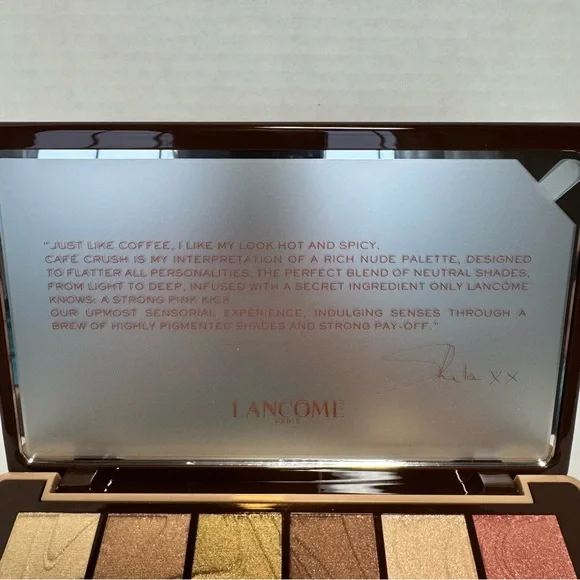 "JUST LIKE COFFEE, I LIKE MY LOOK HOT AND SPICY.
CAFÉ CRUSH IS MY INTERPRETATION OF A RICH NUDE PALETTE, DESIGNED
TO FLATTER ALL PERSONALITIES. THE PERFECT BLEND OF NEUTRAL SHADES,
FROM LIGHT TO DEEP, INFUSED WITH A SECRET INGREDIENT ONLY LANCÔME
KNOWS: A STRONG PINK KICK
OUR UPMOST SENSORIAL EXPERIENCE, INDULGING SENSES THROUGH A
BREW OF HIGHLY PIGMENTED SHADES AND STRONG PAY-OFF."
Sheika xx
LANCÔME
PARIS